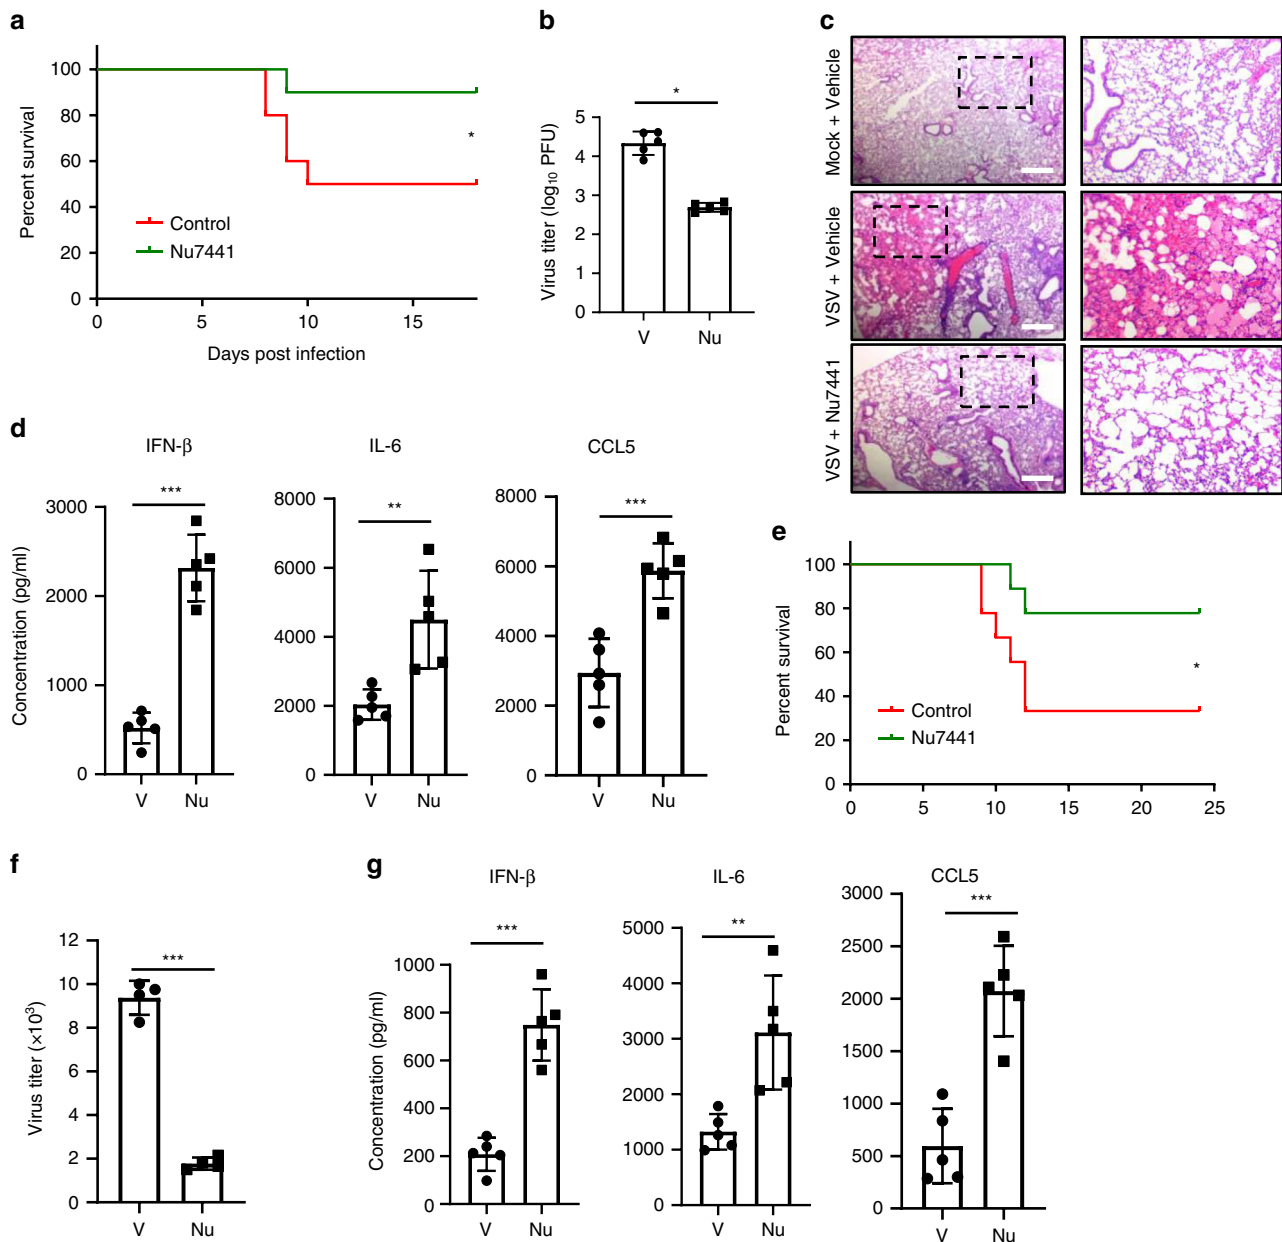 a
100
80
60
40
20
0
Percent survival
*
Control
Nu7441
0 5 10 15
Days post infection
b
*
5
4
3
2
1
0
Virus titer (log10 PFU)
V Nu
c
Mock + Vehicle
VSV + Vehicle
VSV + Nu7441
d
IFN-β
***
3000
2000
1000
0
Concentration (pg/ml)
V Nu
IL-6
**
8000
6000
4000
2000
0
V Nu
CCL5
***
8000
6000
4000
2000
0
V Nu
e
100
80
60
40
20
0
Percent survival
*
Control
Nu7441
0 5 10 15 20 25
f
***
12
10
8
6
4
2
0
Virus titer (×10³)
V Nu
g
IFN-β
***
1000
800
600
400
200
0
Concentration (pg/ml)
V Nu
IL-6
**
5000
4000
3000
2000
1000
0
V Nu
CCL5
***
3000
2500
2000
1500
1000
500
0
V Nu